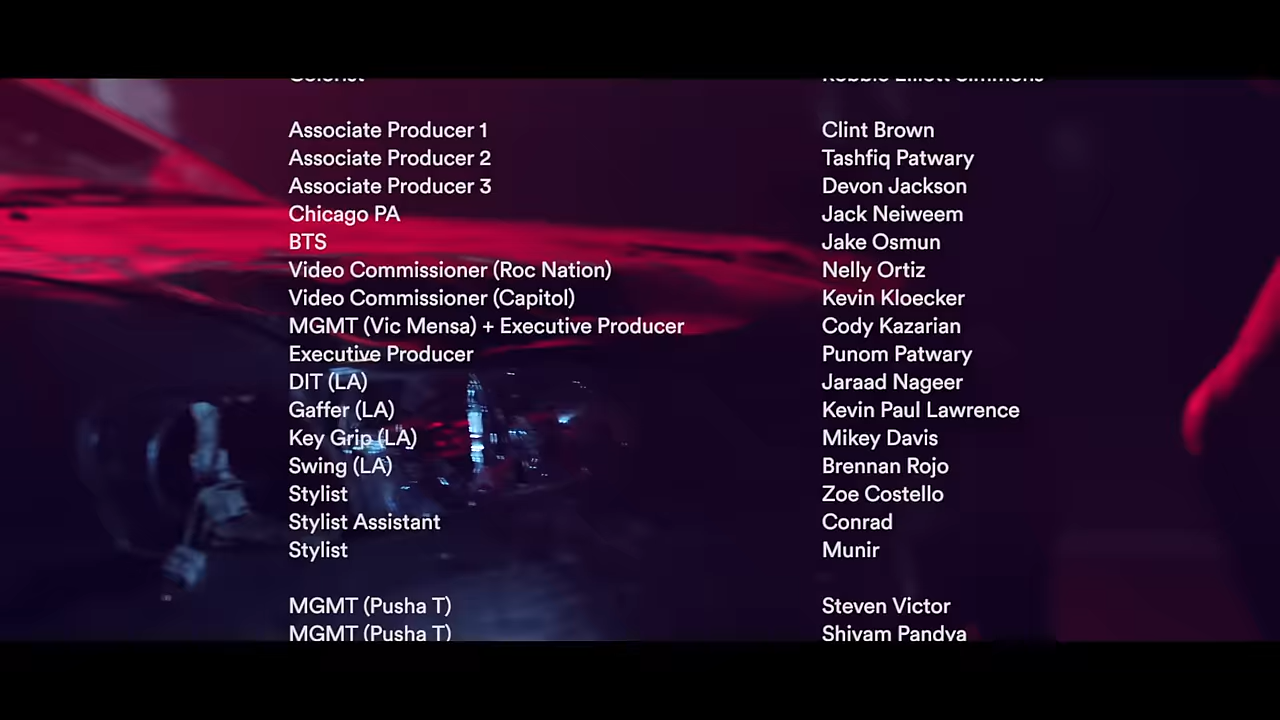 Colorist Robbie Elliott Simmons
Associate Producer 1 Clint Brown
Associate Producer 2 Tashfiq Patwary
Associate Producer 3 Devon Jackson
Chicago PA Jack Neiweem
BTS Jake Osmun
Video Commissioner (Roc Nation) Nelly Ortiz
Video Commissioner (Capitol) Kevin Kloecker
MGMT (Vic Mensa) + Executive Producer Cody Kazarian
Executive Producer Punom Patwary
DIT (LA) Jaraad Nageer
Gaffer (LA) Kevin Paul Lawrence
Key Grip (LA) Mikey Davis
Swing (LA) Brennan Rojo
Stylist Zoe Costello
Stylist Assistant Conrad
Stylist Munir
MGMT (Pusha T) Steven Victor
MGMT (Pusha T) Shivam Pandya